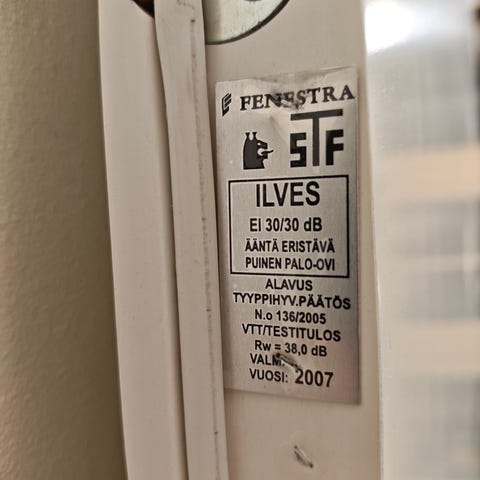 FENESTRA
STF
ILVES
EI 30/30 dB
ÄÄNTÄ ERISTÄVÄ
PUINEN PALO-OVI
ALAVUS
TYYPPIHYV.PÄÄTÖS
N.o 136/2005
VTT/TESTITULOS
Rw = 38,0 dB
VALM.
VUOSI: 2007